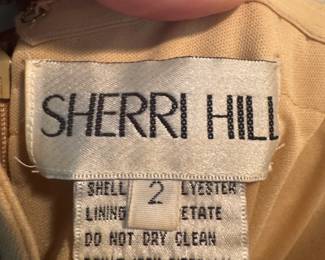 SHERRI HILL
SHELL 2 LYESTER
LINING ETATE
DO NOT DRY CLEAN